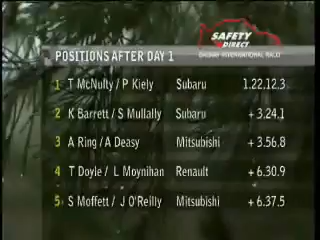 SAFETY
DIRECT
INTERNATIONAL RALLY
POSITIONS AFTER DAY 1
1 T McNulty / P Kiely Subaru 1.22.12.3
2 K Barrett / S Mullally Subaru + 3.24.1
3 A Ring / A Deasy Mitsubishi + 3.56.8
4 T Doyle / L Moynihan Renault + 6.30.9
5 S Moffett / J O'Reilly Mitsubishi + 6.37.5